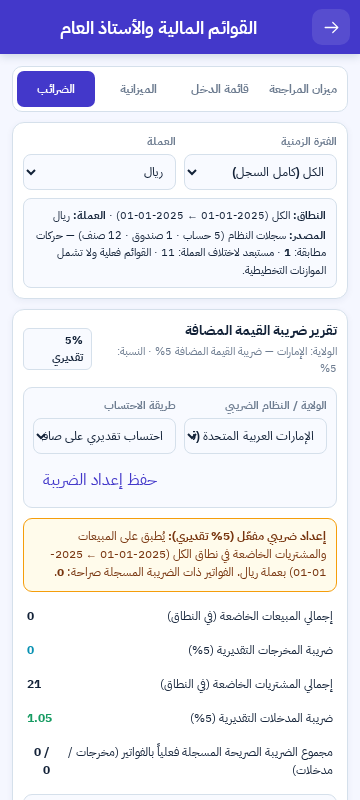 القوائم المالية والأستاذ العام
ميزان المراجعة
قائمة الدخل
الميزانية
الضرائب
الفترة الزمنية
العملة
الكل (كامل السجل)
ريال
النطاق: الكل (2025-01-01 ← 2025-01-01) · العملة: ريال
المصدر: سجلات النظام (5 حساب · 1 صندوق · 12 صنف) — حركات
مطابقة: 1 · مستبعد لاختلاف العملة: 11 · القوائم فعلية ولا تشمل
الموازنات التخطيطية.
تقرير ضريبة القيمة المضافة
الولاية: الإمارات — ضريبة القيمة المضافة 5% · النسبة:
5%
5%
تقديري
الولاية / النظام الضريبي
طريقة الاحتساب
الإمارات العربية المتحدة
احتساب تقديري على
حفظ إعداد الضريبة
إعداد ضريبي مفعّل (5% تقديري): يُطبق على المبيعات
والمشتريات الخاضعة في نطاق الكل (2025-01-01 ← 2025-
01-01) بعملة ريال. الفواتير ذات الضريبة المسجلة صراحة: 0.
إجمالي المبيعات الخاضعة (في النطاق)
0
ضريبة المخرجات التقديرية (5%)
0
إجمالي المشتريات الخاضعة (في النطاق)
21
ضريبة المدخلات التقديرية (5%)
1.05
مجموع الضريبة الصريحة المسجلة فعلياً بالفواتير (مخرجات /
مدخلات)
0 /
0